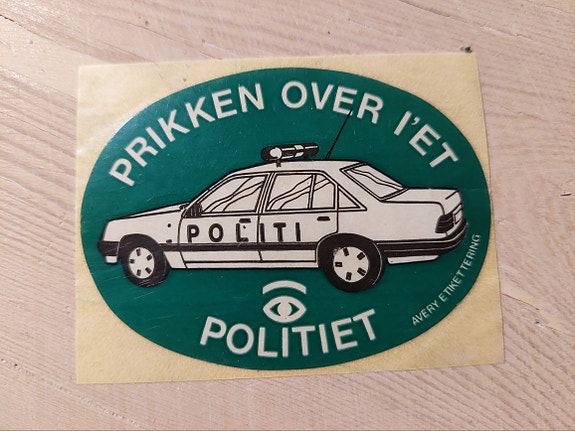 PRIKKEN OVER I'ET
POLITI
POLITIET
AVERY ETIKETTERING